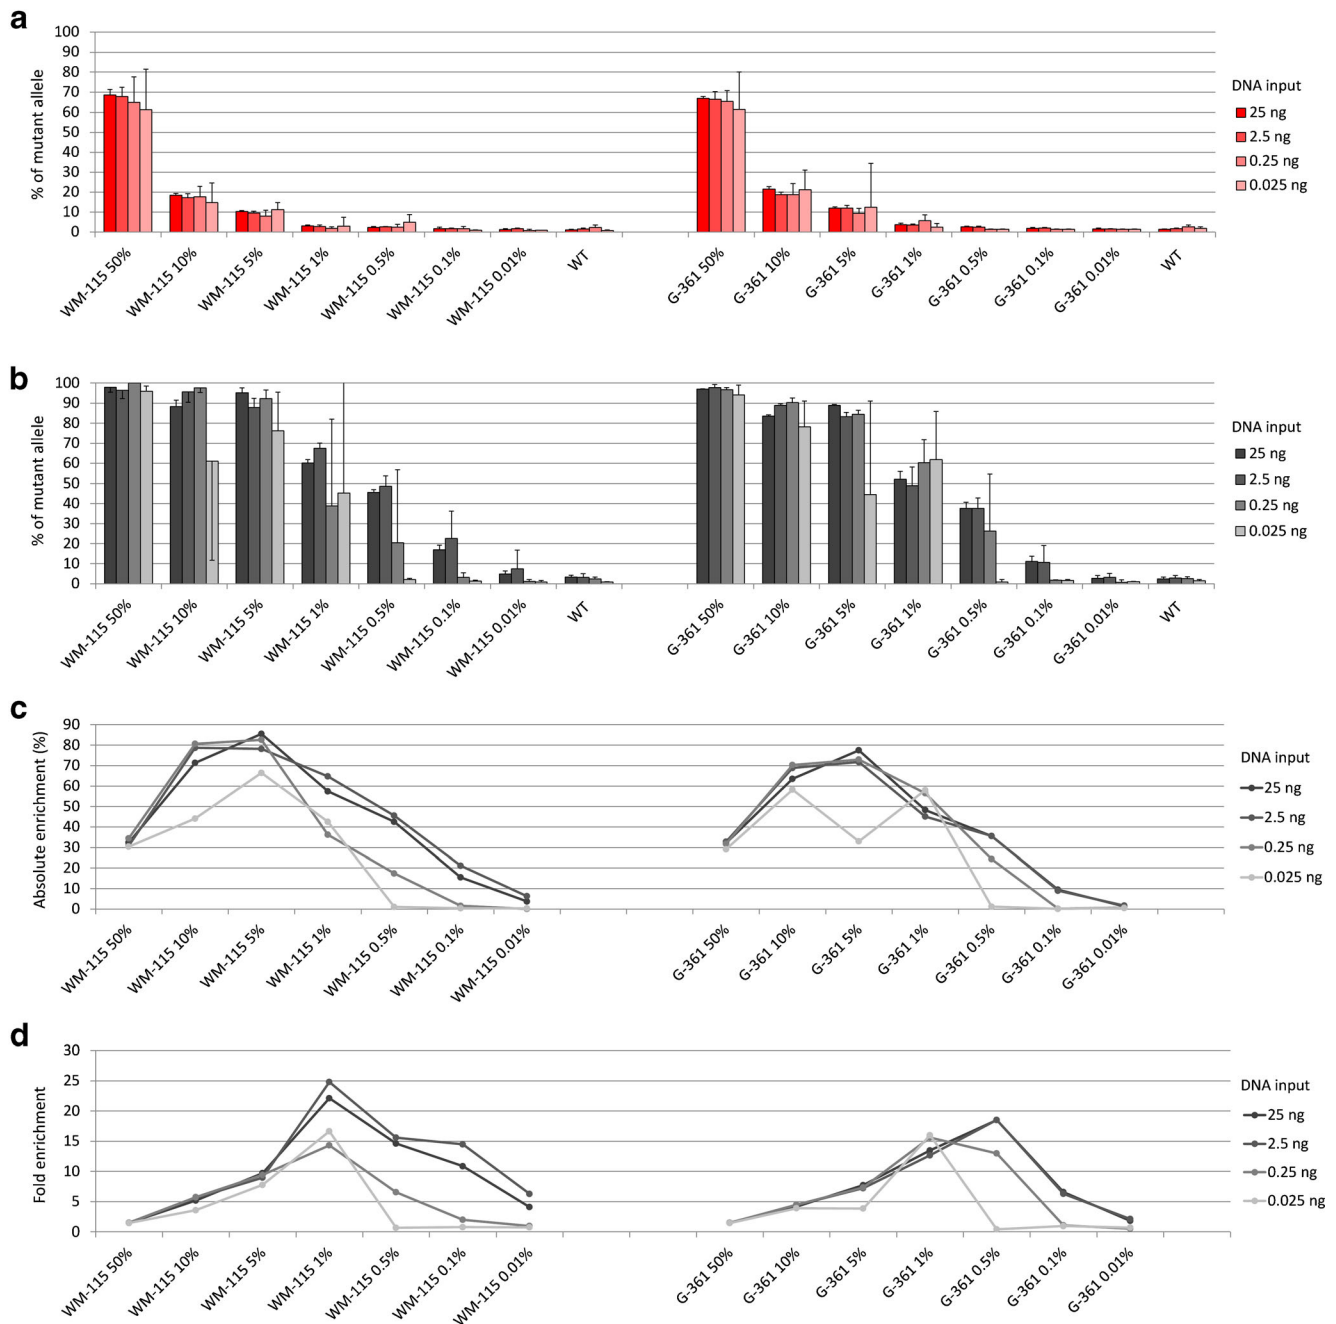 a
% of mutant allele
100
90
80
70
60
50
40
30
20
10
0
WM-115 50%
WM-115 10%
WM-115 5%
WM-115 1%
WM-115 0.5%
WM-115 0.1%
WM-115 0.01%
WT
G-361 50%
G-361 10%
G-361 5%
G-361 1%
G-361 0.5%
G-361 0.1%
G-361 0.01%
WT
DNA input
25 ng
2.5 ng
0.25 ng
0.025 ng
b
% of mutant allele
100
90
80
70
60
50
40
30
20
10
0
WM-115 50%
WM-115 10%
WM-115 5%
WM-115 1%
WM-115 0.5%
WM-115 0.1%
WM-115 0.01%
WT
G-361 50%
G-361 10%
G-361 5%
G-361 1%
G-361 0.5%
G-361 0.1%
G-361 0.01%
WT
DNA input
25 ng
2.5 ng
0.25 ng
0.025 ng
c
Absolute enrichment (%)
90
80
70
60
50
40
30
20
10
0
WM-115 50%
WM-115 10%
WM-115 5%
WM-115 1%
WM-115 0.5%
WM-115 0.1%
WM-115 0.01%
G-361 50%
G-361 10%
G-361 5%
G-361 1%
G-361 0.5%
G-361 0.1%
G-361 0.01%
DNA input
25 ng
2.5 ng
0.25 ng
0.025 ng
d
Fold enrichment
30
25
20
15
10
5
0
WM-115 50%
WM-115 10%
WM-115 5%
WM-115 1%
WM-115 0.5%
WM-115 0.1%
WM-115 0.01%
G-361 50%
G-361 10%
G-361 5%
G-361 1%
G-361 0.5%
G-361 0.1%
G-361 0.01%
DNA input
25 ng
2.5 ng
0.25 ng
0.025 ng